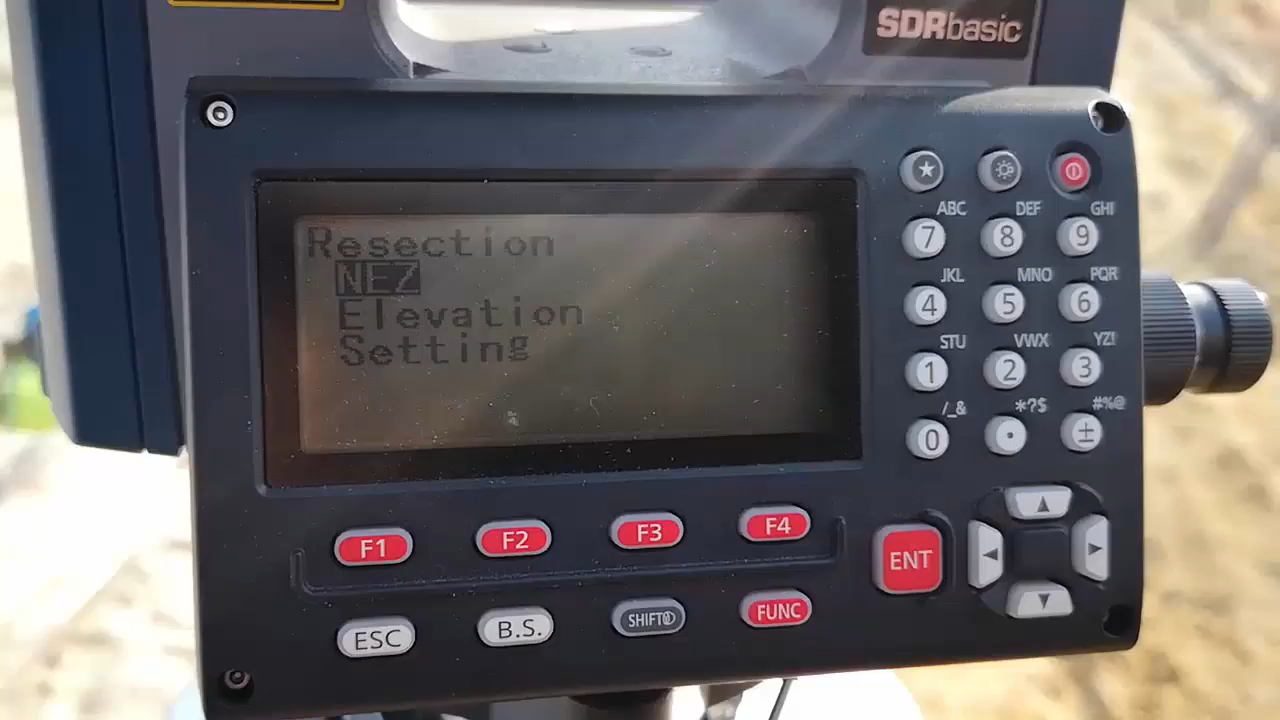 SDRbasic
Resection
NEZ
Elevation
Setting
ABC DEF GHI
7 8 9
JKL MNO PQR
4 5 6
STU VWX YZ!
1 2 3
/_& *?$ #%@
0 • ±
F1 F2 F3 F4
ENT
ESC B.S. SHIFT FUNC